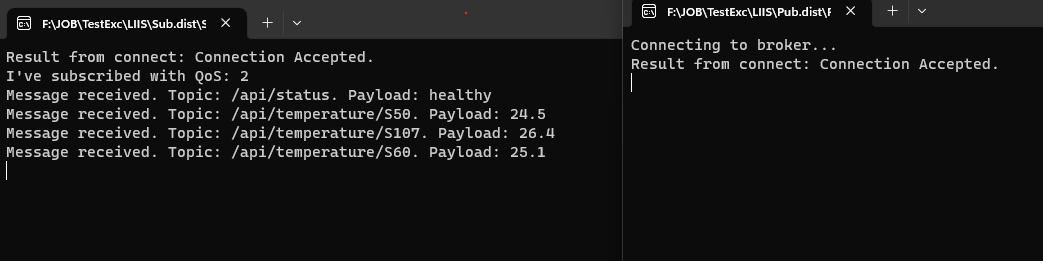 F:\JOB\TestExc\LIIS\Sub.dist\S
Result from connect: Connection Accepted.
I've subscribed with QoS: 2
Message received. Topic: /api/status. Payload: healthy
Message received. Topic: /api/temperature/S50. Payload: 24.5
Message received. Topic: /api/temperature/S107. Payload: 26.4
Message received. Topic: /api/temperature/S60. Payload: 25.1
F:\JOB\TestExc\LIIS\Pub.dist\F
Connecting to broker...
Result from connect: Connection Accepted.